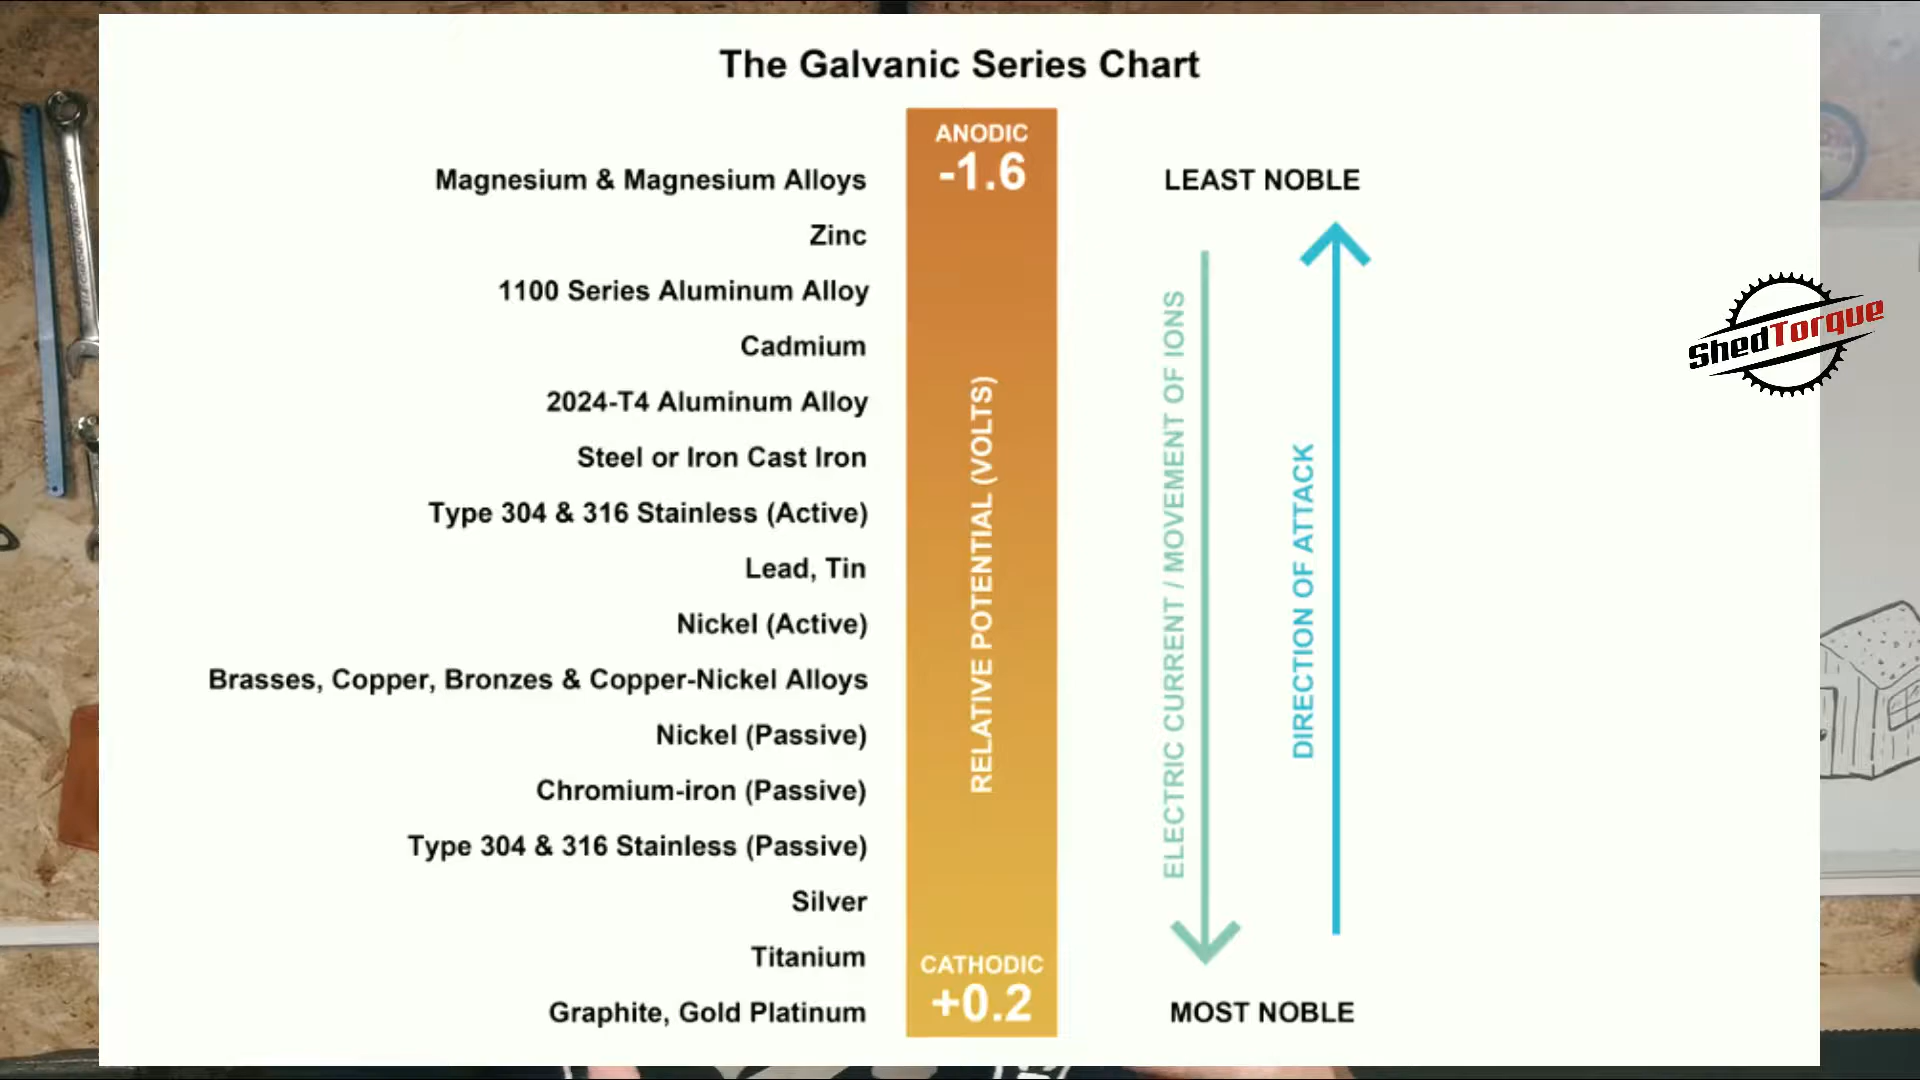 The Galvanic Series Chart
ANODIC
-1.6
Magnesium & Magnesium Alloys
LEAST NOBLE
Zinc
1100 Series Aluminum Alloy
Cadmium
2024-T4 Aluminum Alloy
Steel or Iron Cast Iron
Type 304 & 316 Stainless (Active)
Lead, Tin
Nickel (Active)
Brasses, Copper, Bronzes & Copper-Nickel Alloys
Nickel (Passive)
Chromium-iron (Passive)
Type 304 & 316 Stainless (Passive)
Silver
Titanium
Graphite, Gold Platinum
RELATIVE POTENTIAL (VOLTS)
CATHODIC
+0.2
ELECTRIC CURRENT / MOVEMENT OF IONS
DIRECTION OF ATTACK
MOST NOBLE
ShedTorque